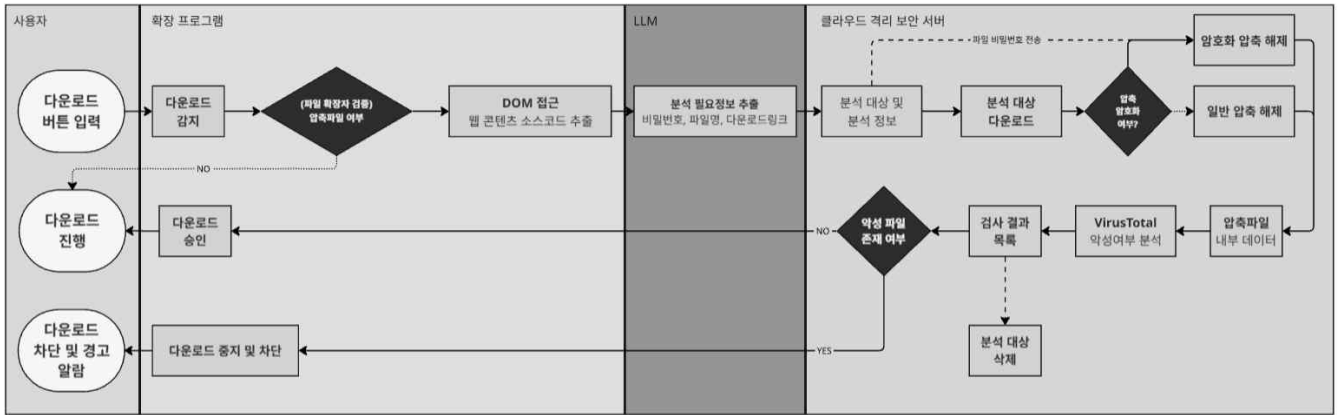 사용자
확장 프로그램
LLM
클라우드 격리 보안 서버
다운로드
버튼 입력
다운로드
감지
(파일 확장자 검증)
압축파일 여부
DOM 접근
웹 콘텐츠 소스코드 추출
분석 필요정보 추출
비밀번호, 파일명, 다운로드링크
분석 대상 및
분석 정보
파일 비밀번호 전송
분석 대상
다운로드
압축
암호화
여부?
암호화 압축 해제
일반 압축 해제
NO
다운로드
진행
다운로드
승인
NO
악성 파일
존재 여부
검사 결과
목록
VirusTotal
악성여부 분석
압축파일
내부 데이터
다운로드
차단 및 경고
알람
다운로드 중지 및 차단
YES
분석 대상
삭제